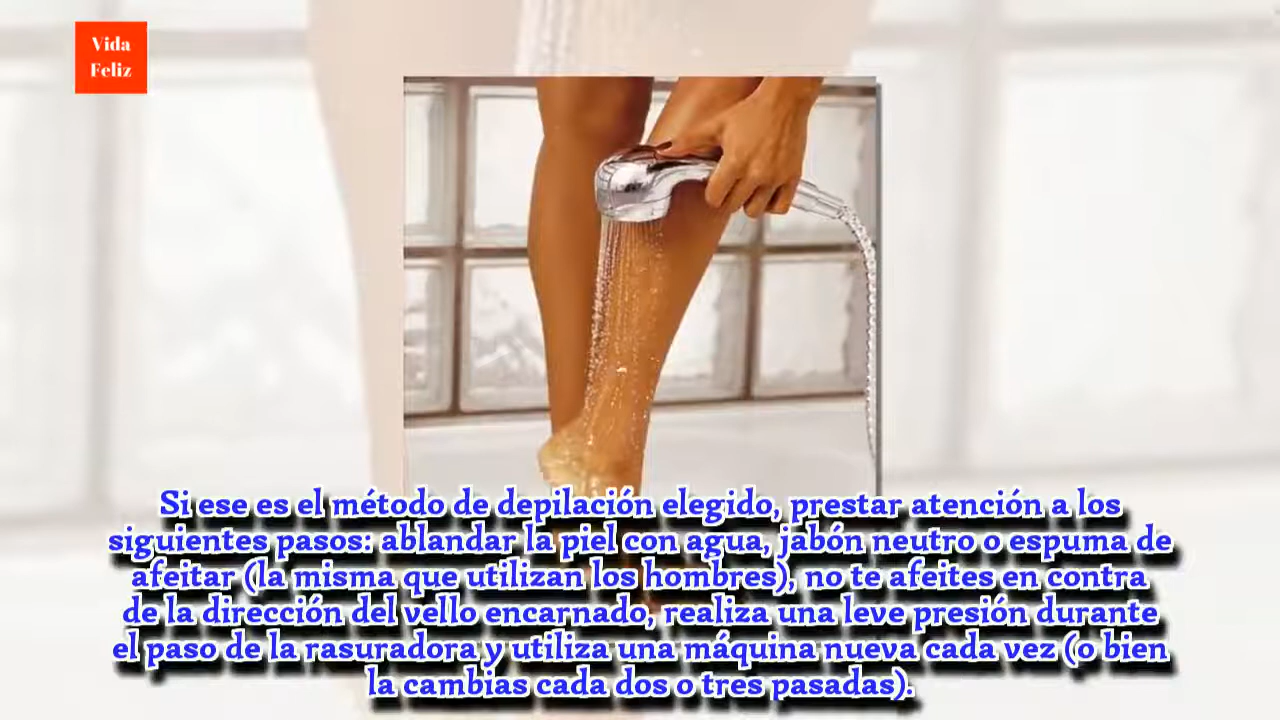 Vida
Feliz
Si ese es el método de depilación elegido, prestar atención a los
siguientes pasos: ablandar la piel con agua, jabón neutro o espuma de
afeitar (la misma que utilizan los hombres), no te afeites en contra
de la dirección del vello encarnado, realiza una leve presión durante
el paso de la rasuradora y utiliza una máquina nueva cada vez (o bien
la cambias cada dos o tres pasadas).